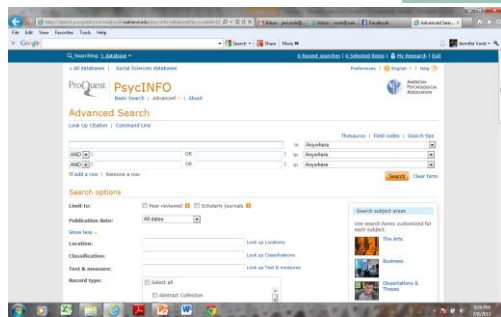 File Edit View Favorites Tools Help
Google Search Share More »
Searching: 1 database
0 Recent searches | 0 Selected items | My Research | Exit
« All databases | Social Sciences databases
Preferences | English | Help
ProQuest PsycINFO
AMERICAN PSYCHOLOGICAL ASSOCIATION
Basic Search | Advanced | About
Advanced Search
Look Up Citation | Command Line
Thesaurus | Field codes | Search tips
in Anywhere
AND ( OR ) in Anywhere
AND ( OR ) in Anywhere
Add a row | Remove a row
Search Clear form
Search options
Limit to: Peer reviewed Scholarly journals
Publication date: All dates
Show less
Location: Look up Locations
Classification: Look up Classifications
Test & measure: Look up Test & measures
Record type: Select all
Abstract Collection
Search subject areas
Use search forms customized for each subject.
The Arts
Business
Dissertations & Theses